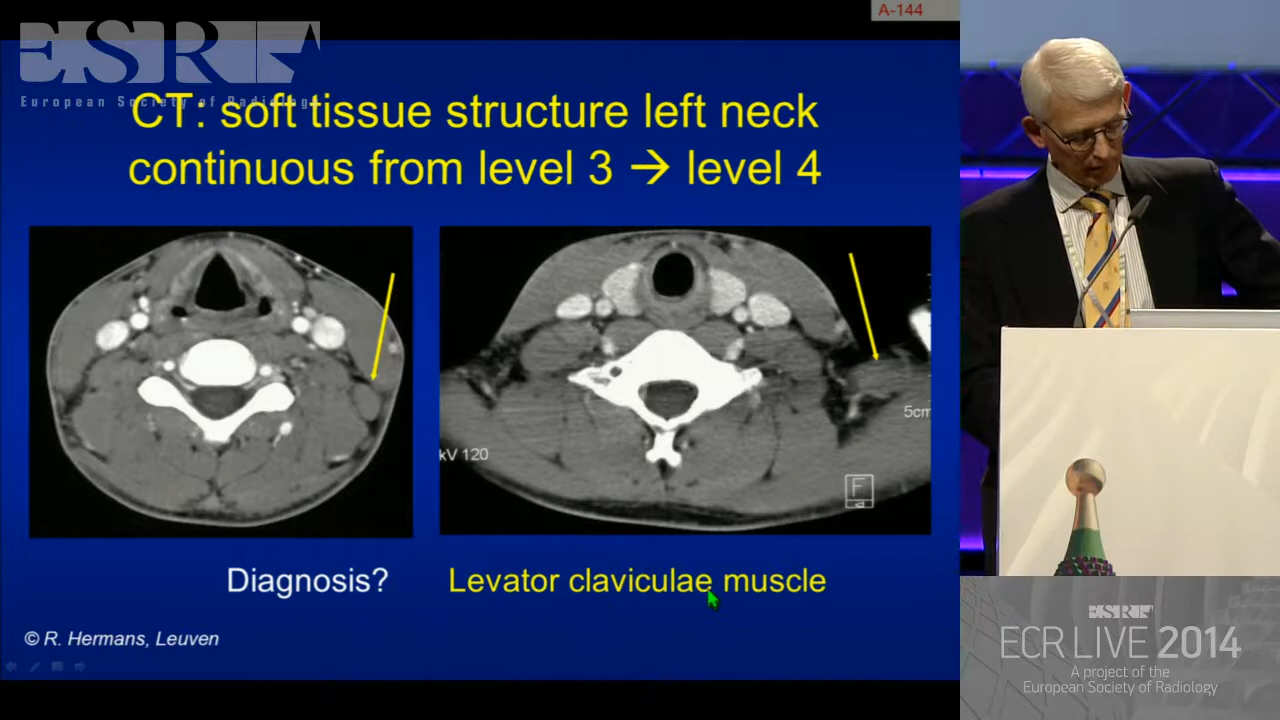 A-144
ESR
European Society of Radiology
CT: soft tissue structure left neck
continuous from level 3 → level 4
5cm
kV 120
F
Diagnosis?
Levator claviculae muscle
© R. Hermans, Leuven
ESR
ECR LIVE 2014
A project of the
European Society of Radiology